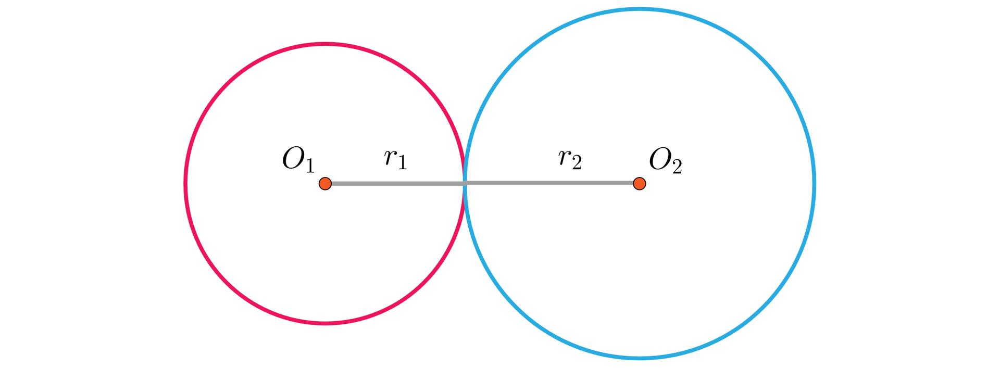 O₁ r₁ r₂ O₂